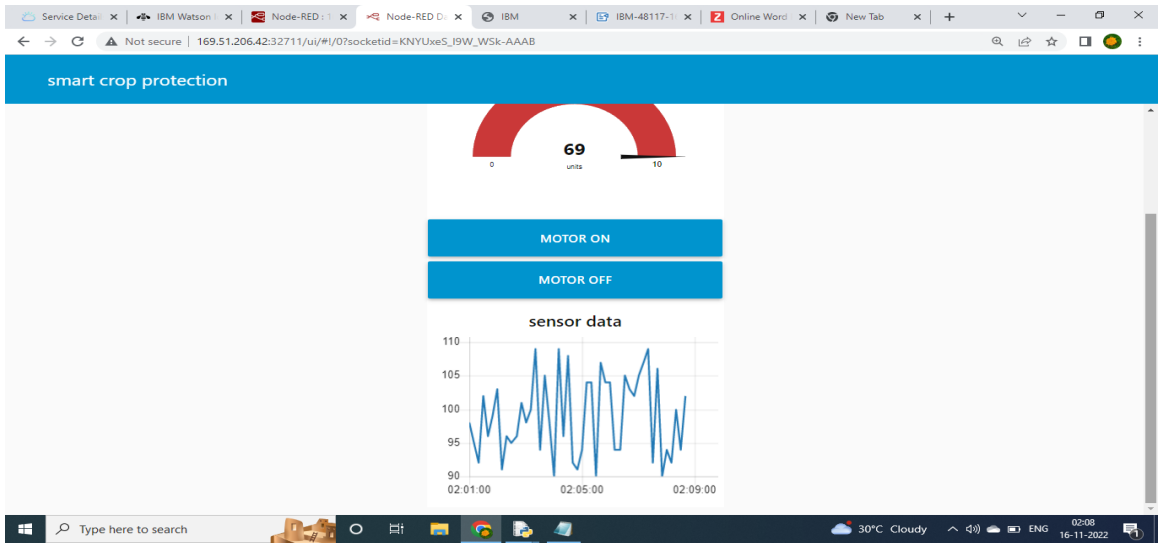 Service Detail
IBM Watson
Node-RED : 1
Node-RED D
IBM
IBM-48117-1
Online Word
New Tab
Not secure 169.51.206.42:32711/ui/#!/0?socketid=KNYUxeS_I9W_WSk-AAAB
smart crop protection
69
0 units 10
MOTOR ON
MOTOR OFF
sensor data
110
105
100
95
90
02:01:00 02:05:00 02:09:00
Type here to search
30°C Cloudy
ENG
02:08
16-11-2022